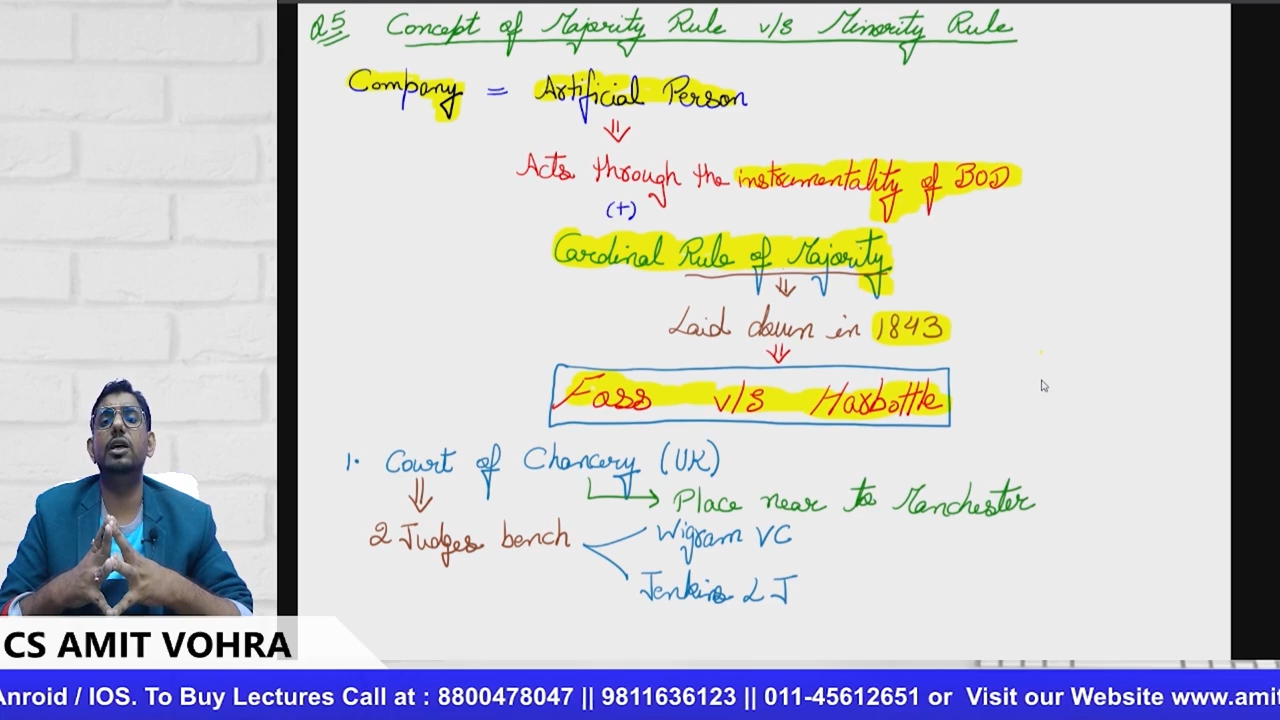 Q5 Concept of Majority Rule v/s Minority Rule
Company = Artificial Person
⇓
Acts through the instrumentality of BOD
(+)
Cardinal Rule of Majority
⇓
Laid down in 1843
⇓
Foss v/s Harbottle
1. Court of Chancery (UK)
Place near to Manchester
2 Judges bench
Wigram VC
Jenkins LJ
CS AMIT VOHRA
Anroid / IOS. To Buy Lectures Call at : 8800478047 || 9811636123 || 011-45612651 or Visit our Website www.amit